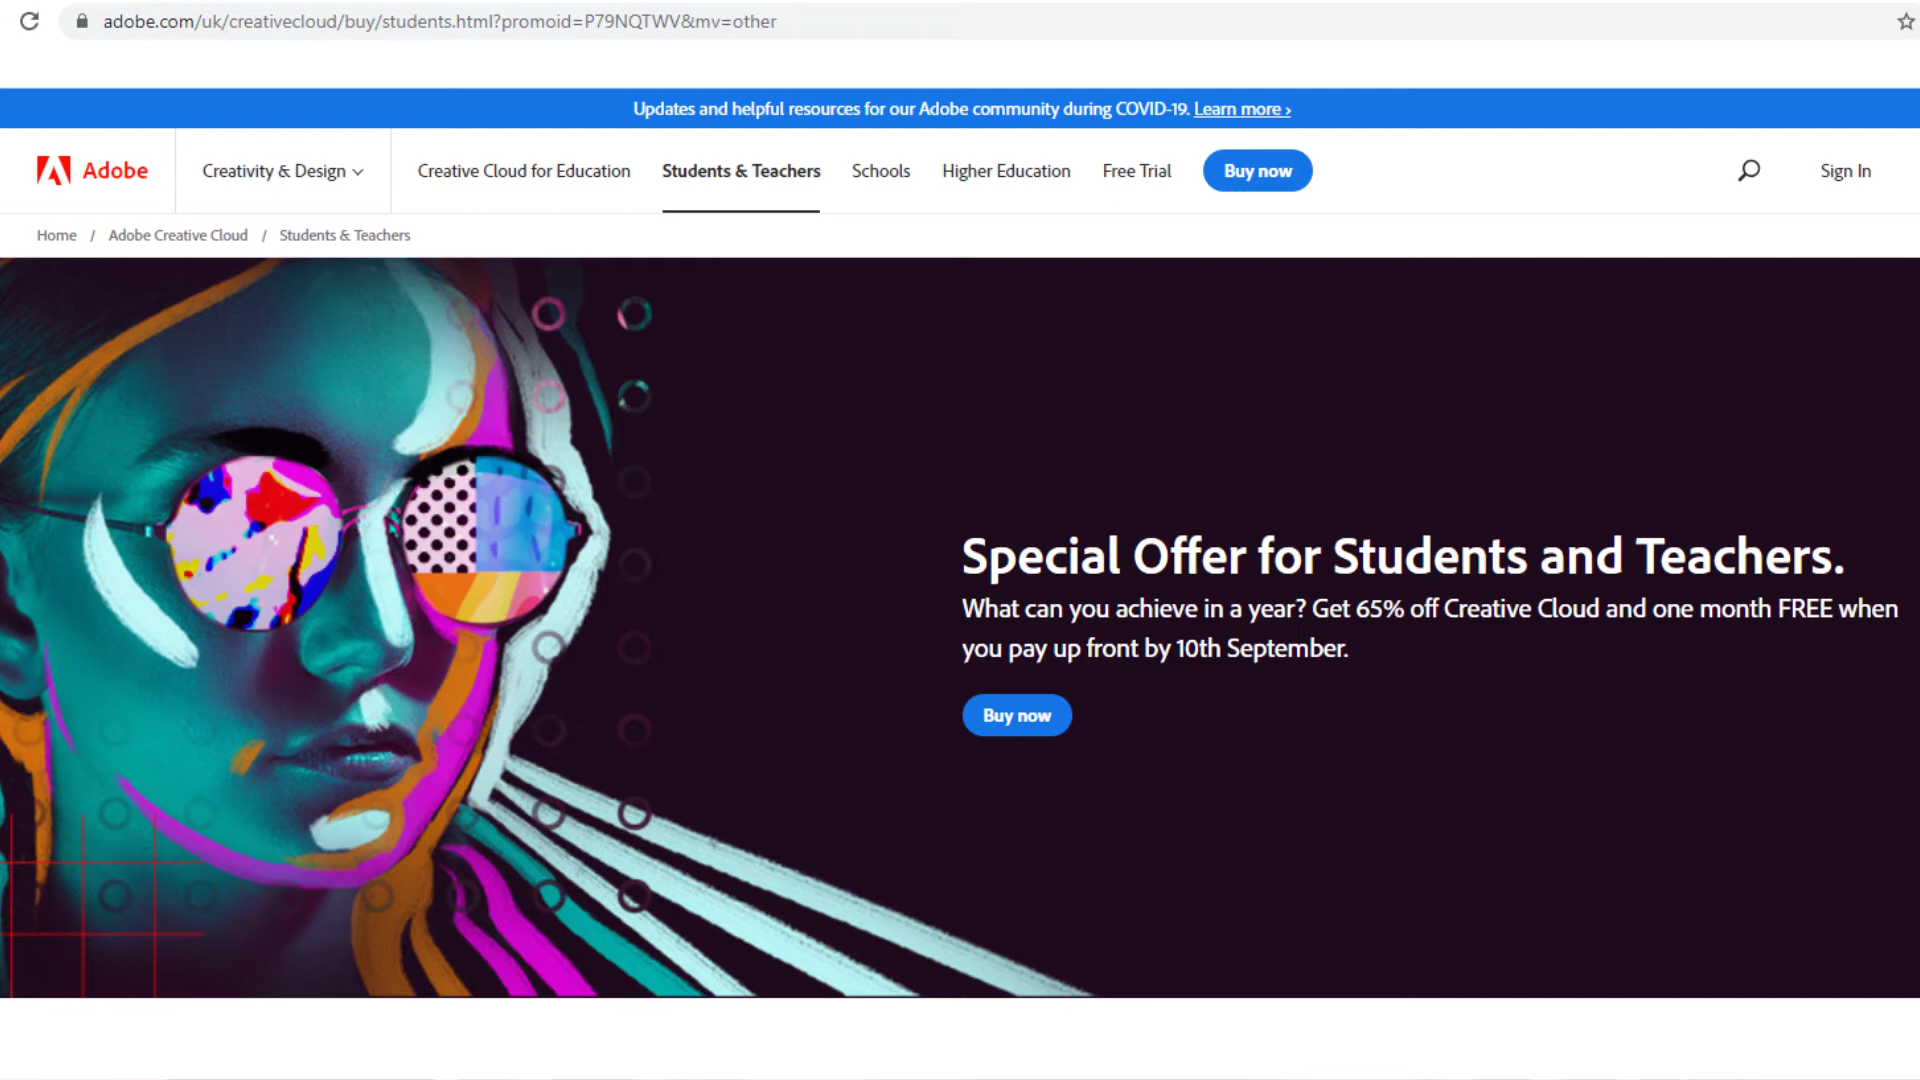 adobe.com/uk/creativecloud/buy/students.html?promoid=P79NQTWV&mv=other
Updates and helpful resources for our Adobe community during COVID-19. Learn more ›
Adobe Creativity & Design Creative Cloud for Education Students & Teachers Schools Higher Education Free Trial Buy now Sign In
Home / Adobe Creative Cloud / Students & Teachers
Special Offer for Students and Teachers.
What can you achieve in a year? Get 65% off Creative Cloud and one month FREE when
you pay up front by 10th September.
Buy now